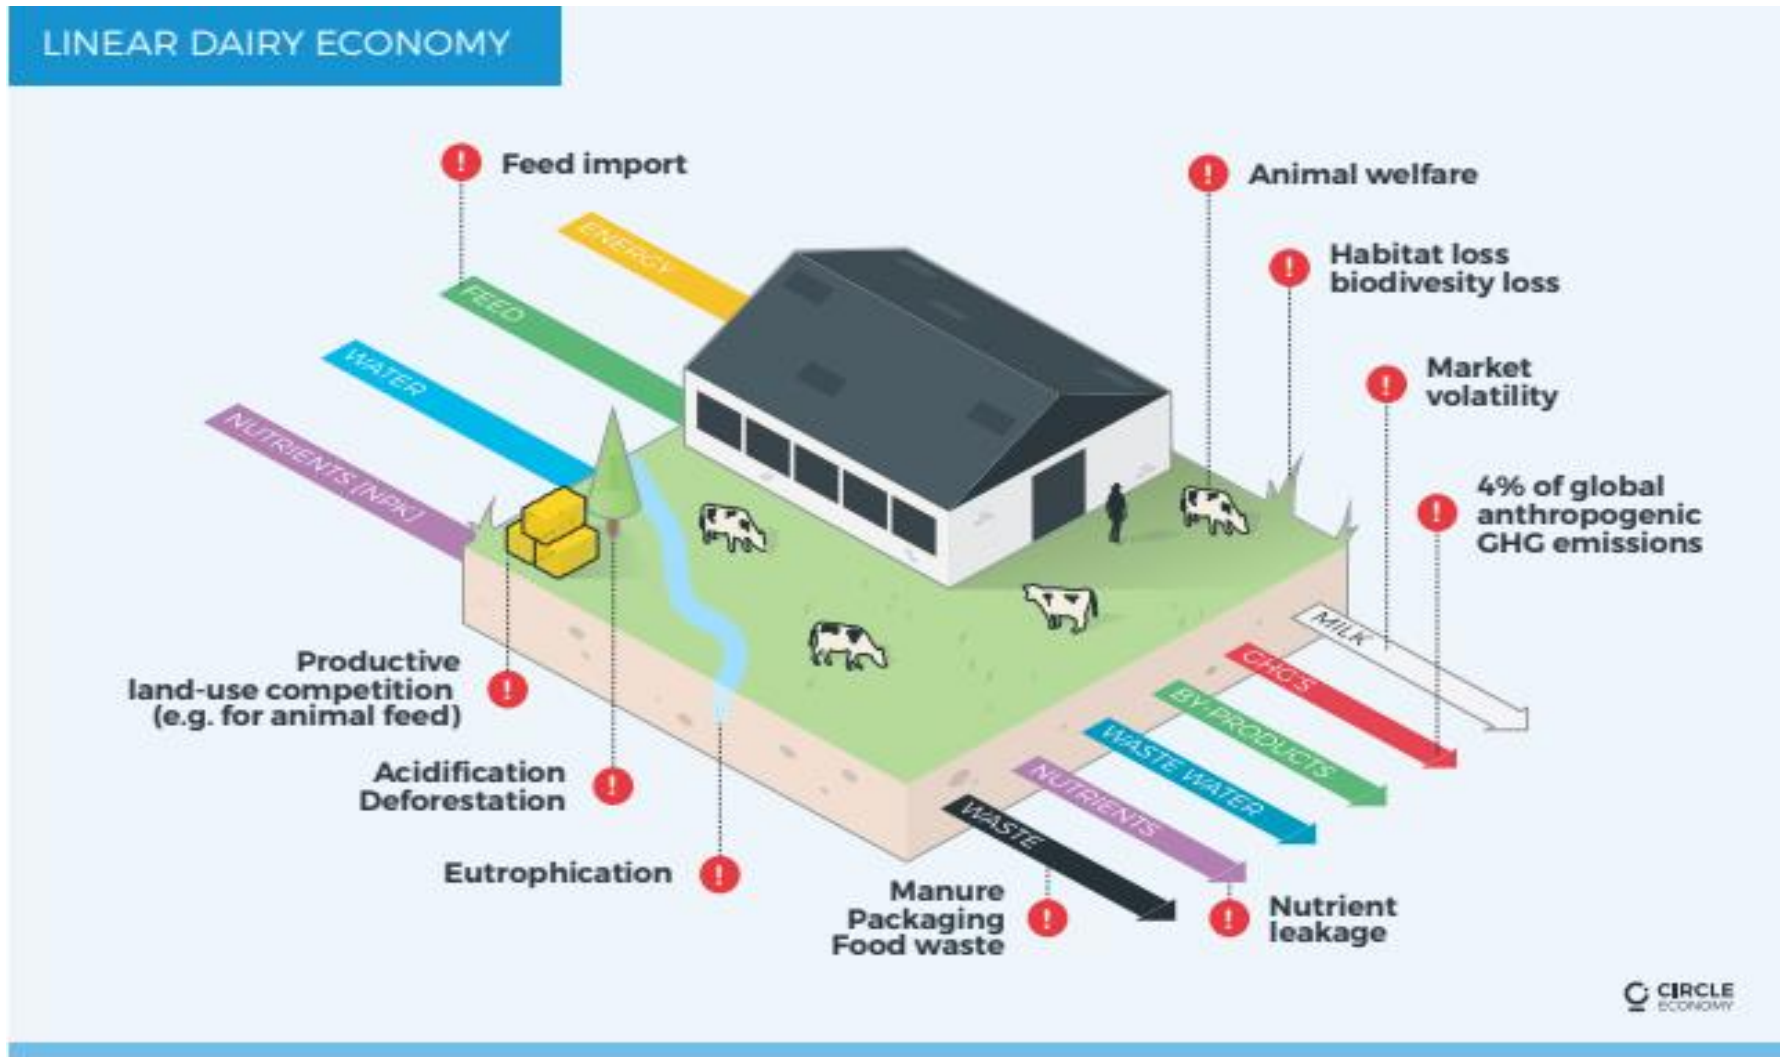 LINEAR DAIRY ECONOMY
Feed import
Animal welfare
ENERGY
Habitat loss
biodivesity loss
FEED
WATER
Market
volatility
NUTRIENTS [NPK]
4% of global
anthropogenic
GHG emissions
MILK
Productive
land-use competition
(e.g. for animal feed)
GHG'S
BY-PRODUCTS
WASTE WATER
Acidification
Deforestation
NUTRIENTS
WASTE
Eutrophication
Manure
Packaging
Food waste
Nutrient
leakage
CIRCLE
ECONOMY